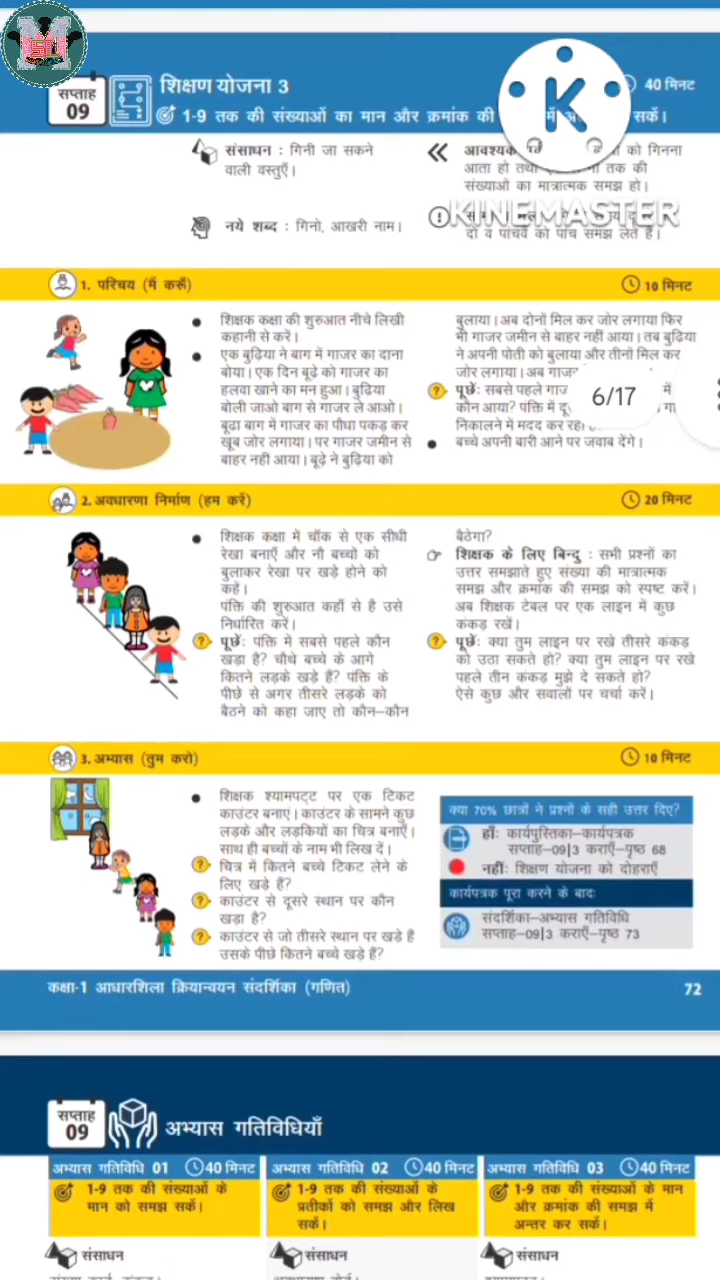 सप्ताह
09
शिक्षण योजना 3
40 मिनट
1-9 तक की संख्याओं का मान और क्रमांक की
सकें।
संसाधन : गिनी जा सकने
वाली वस्तुएँ।
नये शब्द : गिनो, आखरी नाम।
को गिनना
आता हो तथा
तक की
संख्याओं का मात्रात्मक समझ हो।
KINEMASTER
दो व पांचवें को पांच समझ लेते हैं।
1. परिचय (मैं करूँ)
10 मिनट
शिक्षक कक्षा की शुरुआत नीचे लिखी
कहानी से करें।
एक बुढ़िया ने बाग में गाजर का दाना
बोया। एक दिन बूढ़े को गाजर का
हलवा खाने का मन हुआ। बुढ़िया
बोली जाओ बाग से गाजर ले आओ।
बूढा बाग में गाजर का पौधा पकड़ कर
खूब जोर लगाया। पर गाजर जमीन से
बाहर नहीं आया। बूढ़े ने बुढ़िया को
बुलाया। अब दोनों मिल कर जोर लगाया फिर
भी गाजर जमीन से बाहर नहीं आया। तब बुढ़िया
ने अपनी पोती को बुलाया और तीनों मिल कर
जोर लगाया। अब
पूछें: सबसे पहले
में
कौन आया? पंक्ति में
निकालने में मदद कर
बच्चे अपनी बारी आने पर जवाब देंगे।
6/17
2. अवधारणा निर्माण (हम करें)
20 मिनट
शिक्षक कक्षा में चॉक से एक सीधी
रेखा बनाएँ और नौ बच्चों को
बुलाकर रेखा पर खड़े होने को
कहें।
पंक्ति की शुरुआत कहाँ से है उसे
निर्धारित करें।
पूछें: पंक्ति में सबसे पहले कौन
खड़ा है? चौथे बच्चे के आगे
कितने लड़के खड़े हैं? पंक्ति के
पीछे से अगर तीसरे लड़के को
बैठने को कहा जाए तो कौन–कौन
बैठेगा?
शिक्षक के लिए बिन्दु : सभी प्रश्नों का
उत्तर समझाते हुए संख्या की मात्रात्मक
समझ और क्रमांक की समझ को स्पष्ट करें।
अब शिक्षक टेबल पर एक लाइन में कुछ
कंकड़ रखें।
पूछें: क्या तुम लाइन पर रखे तीसरे कंकड़
को उठा सकते हो? क्या तुम लाइन पर रखे
पहले तीन कंकड़ मुझे दे सकते हो?
ऐसे कुछ और सवालों पर चर्चा करें।
3. अभ्यास (तुम करो)
10 मिनट
शिक्षक श्यामपट्ट पर एक टिकट
काउंटर बनाएं। काउंटर के सामने कुछ
लड़के और लड़कियों का चित्र बनाएँ।
साथ ही बच्चों के नाम भी लिख दें।
चित्र में कितने बच्चे टिकट लेने के
लिए खड़े हैं?
काउंटर से दूसरे स्थान पर कौन
खड़ा है?
काउंटर से जो तीसरे स्थान पर खड़े हैं
उसके पीछे कितने बच्चे खड़े हैं?
क्या 70% छात्रों ने प्रश्नों के सही उत्तर दिए?
हाँ: कार्यपुस्तिका–कार्यपत्रक
सप्ताह–09|3 कराएँ–पृष्ठ 68
नहीं: शिक्षण योजना को दोहराएँ
कार्यपत्रक पूरा करने के बाद:
संदर्शिका–अभ्यास गतिविधि
सप्ताह–09|3 कराएँ–पृष्ठ 73
कक्षा-1 आधारशिला क्रियान्वयन संदर्शिका (गणित)
72
सप्ताह
09
अभ्यास गतिविधियाँ
अभ्यास गतिविधि 01 40 मिनट
अभ्यास गतिविधि 02 40 मिनट
अभ्यास गतिविधि 03 40 मिनट
1-9 तक की संख्याओं के
मान को समझ सकें।
1-9 तक की संख्याओं के
प्रतीकों को समझ और लिख
सकें।
1-9 तक की संख्याओं के मान
और क्रमांक की समझ में
अन्तर कर सकें।
संसाधन
संसाधन
संसाधन